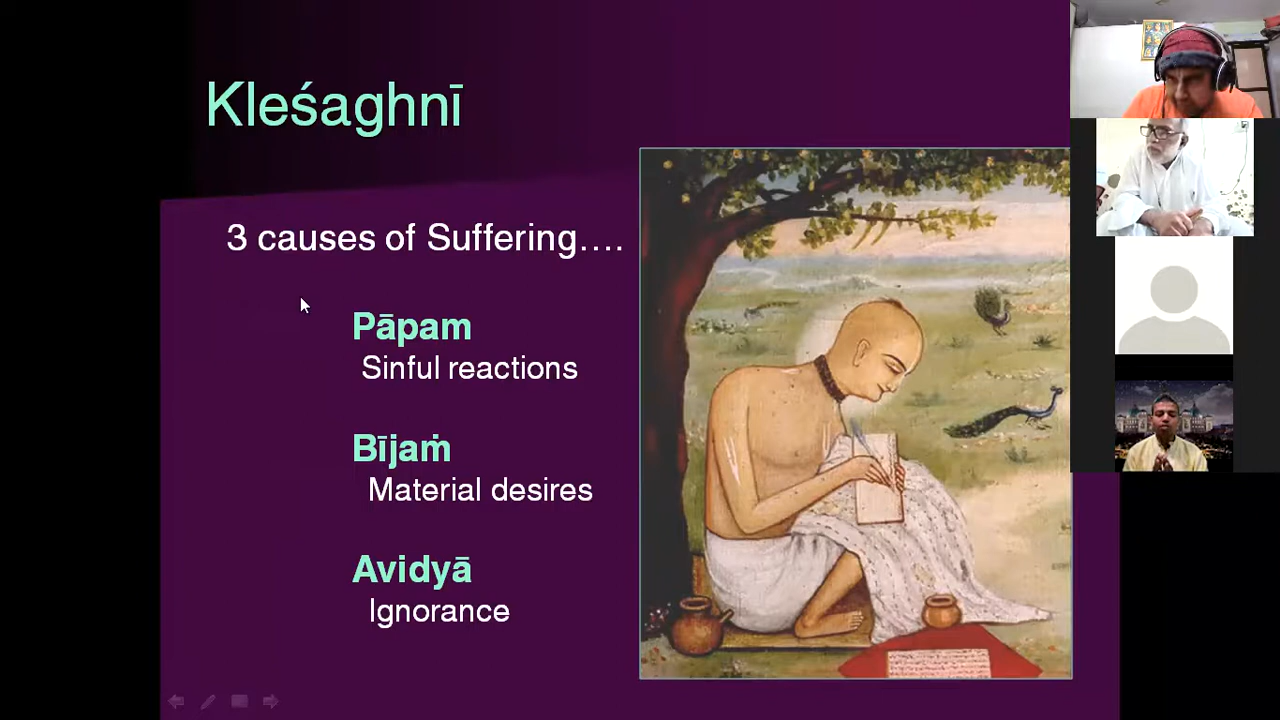 Kleśaghnī
3 causes of Suffering....
Pāpam
Sinful reactions
Bījaṁ
Material desires
Avidyā
Ignorance